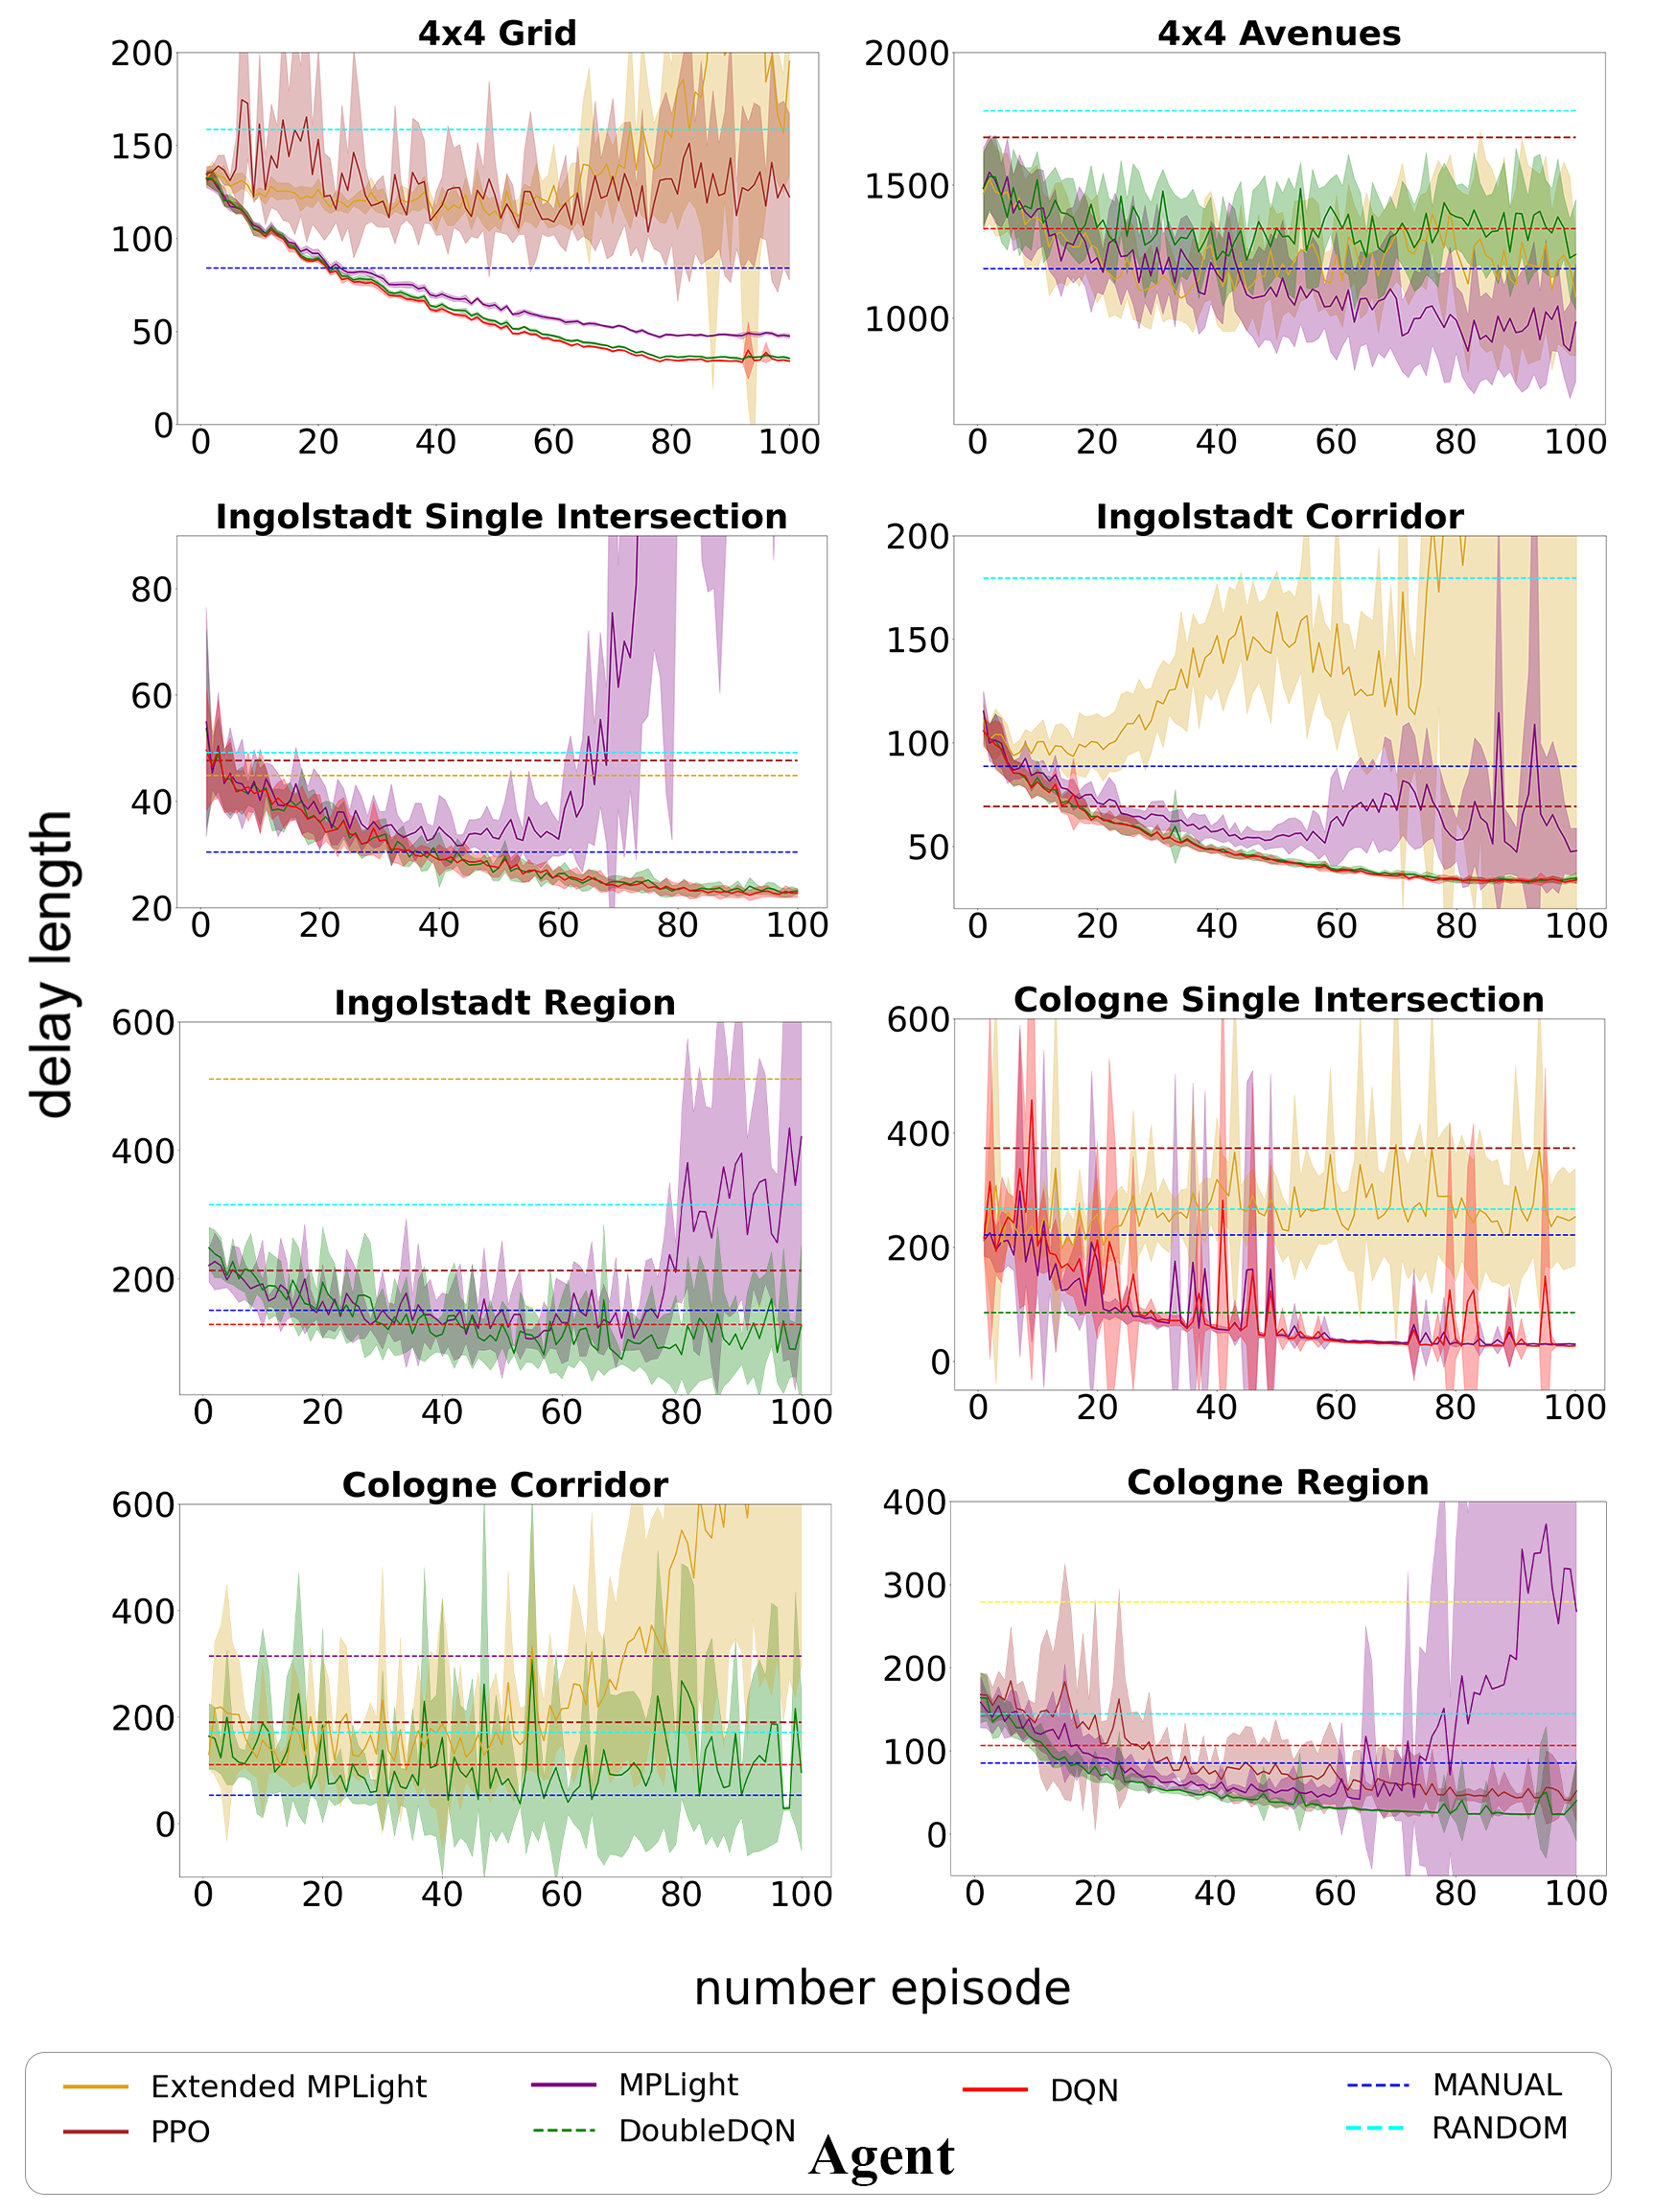 4x4 Grid
200
150
100
50
0
0 20 40 60 80 100
4x4 Avenues
2000
1500
1000
0 20 40 60 80 100
Ingolstadt Single Intersection
80
60
40
20
0 20 40 60 80 100
Ingolstadt Corridor
200
150
100
50
0 20 40 60 80 100
delay length
Ingolstadt Region
600
400
200
0 20 40 60 80 100
Cologne Single Intersection
600
400
200
0
0 20 40 60 80 100
Cologne Corridor
600
400
200
0
0 20 40 60 80 100
Cologne Region
400
300
200
100
0
0 20 40 60 80 100
number episode
Extended MPLight MPLight DQN MANUAL
PPO DoubleDQN RANDOM
Agent